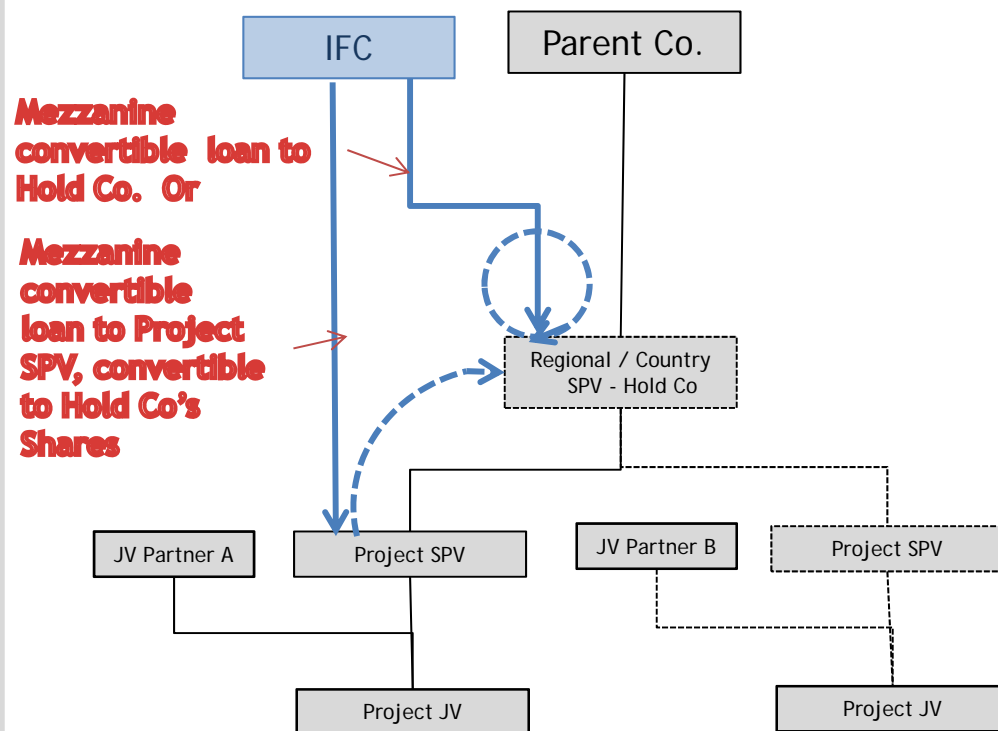 IFC
Parent Co.
Mezzanine
convertible loan to
Hold Co. Or
Mezzanine
convertible
loan to Project
SPV, convertible
to Hold Co's
Shares
Regional / Country
SPV - Hold Co
JV Partner A
Project SPV
JV Partner B
Project SPV
Project JV
Project JV